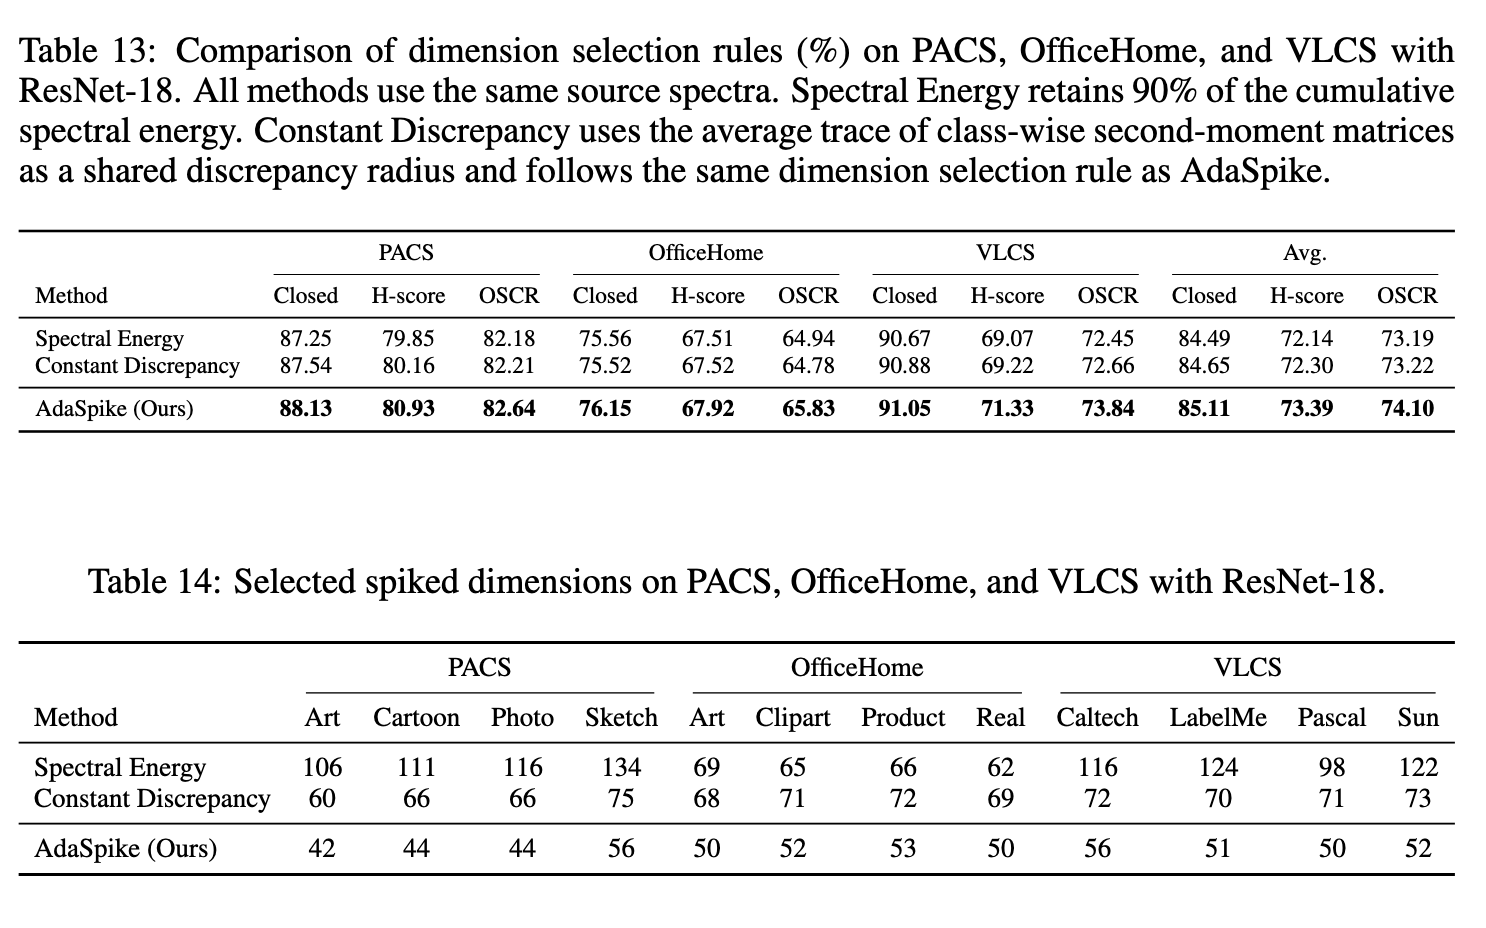 Table 13: Comparison of dimension selection rules (%) on PACS, OfficeHome, and VLCS with
ResNet-18. All methods use the same source spectra. Spectral Energy retains 90% of the cumulative
spectral energy. Constant Discrepancy uses the average trace of class-wise second-moment matrices
as a shared discrepancy radius and follows the same dimension selection rule as AdaSpike.
PACS OfficeHome VLCS Avg.
Method Closed H-score OSCR Closed H-score OSCR Closed H-score OSCR Closed H-score OSCR
Spectral Energy 87.25 79.85 82.18 75.56 67.51 64.94 90.67 69.07 72.45 84.49 72.14 73.19
Constant Discrepancy 87.54 80.16 82.21 75.52 67.52 64.78 90.88 69.22 72.66 84.65 72.30 73.22
AdaSpike (Ours) 88.13 80.93 82.64 76.15 67.92 65.83 91.05 71.33 73.84 85.11 73.39 74.10
Table 14: Selected spiked dimensions on PACS, OfficeHome, and VLCS with ResNet-18.
PACS OfficeHome VLCS
Method Art Cartoon Photo Sketch Art Clipart Product Real Caltech LabelMe Pascal Sun
Spectral Energy 106 111 116 134 69 65 66 62 116 124 98 122
Constant Discrepancy 60 66 66 75 68 71 72 69 72 70 71 73
AdaSpike (Ours) 42 44 44 56 50 52 53 50 56 51 50 52